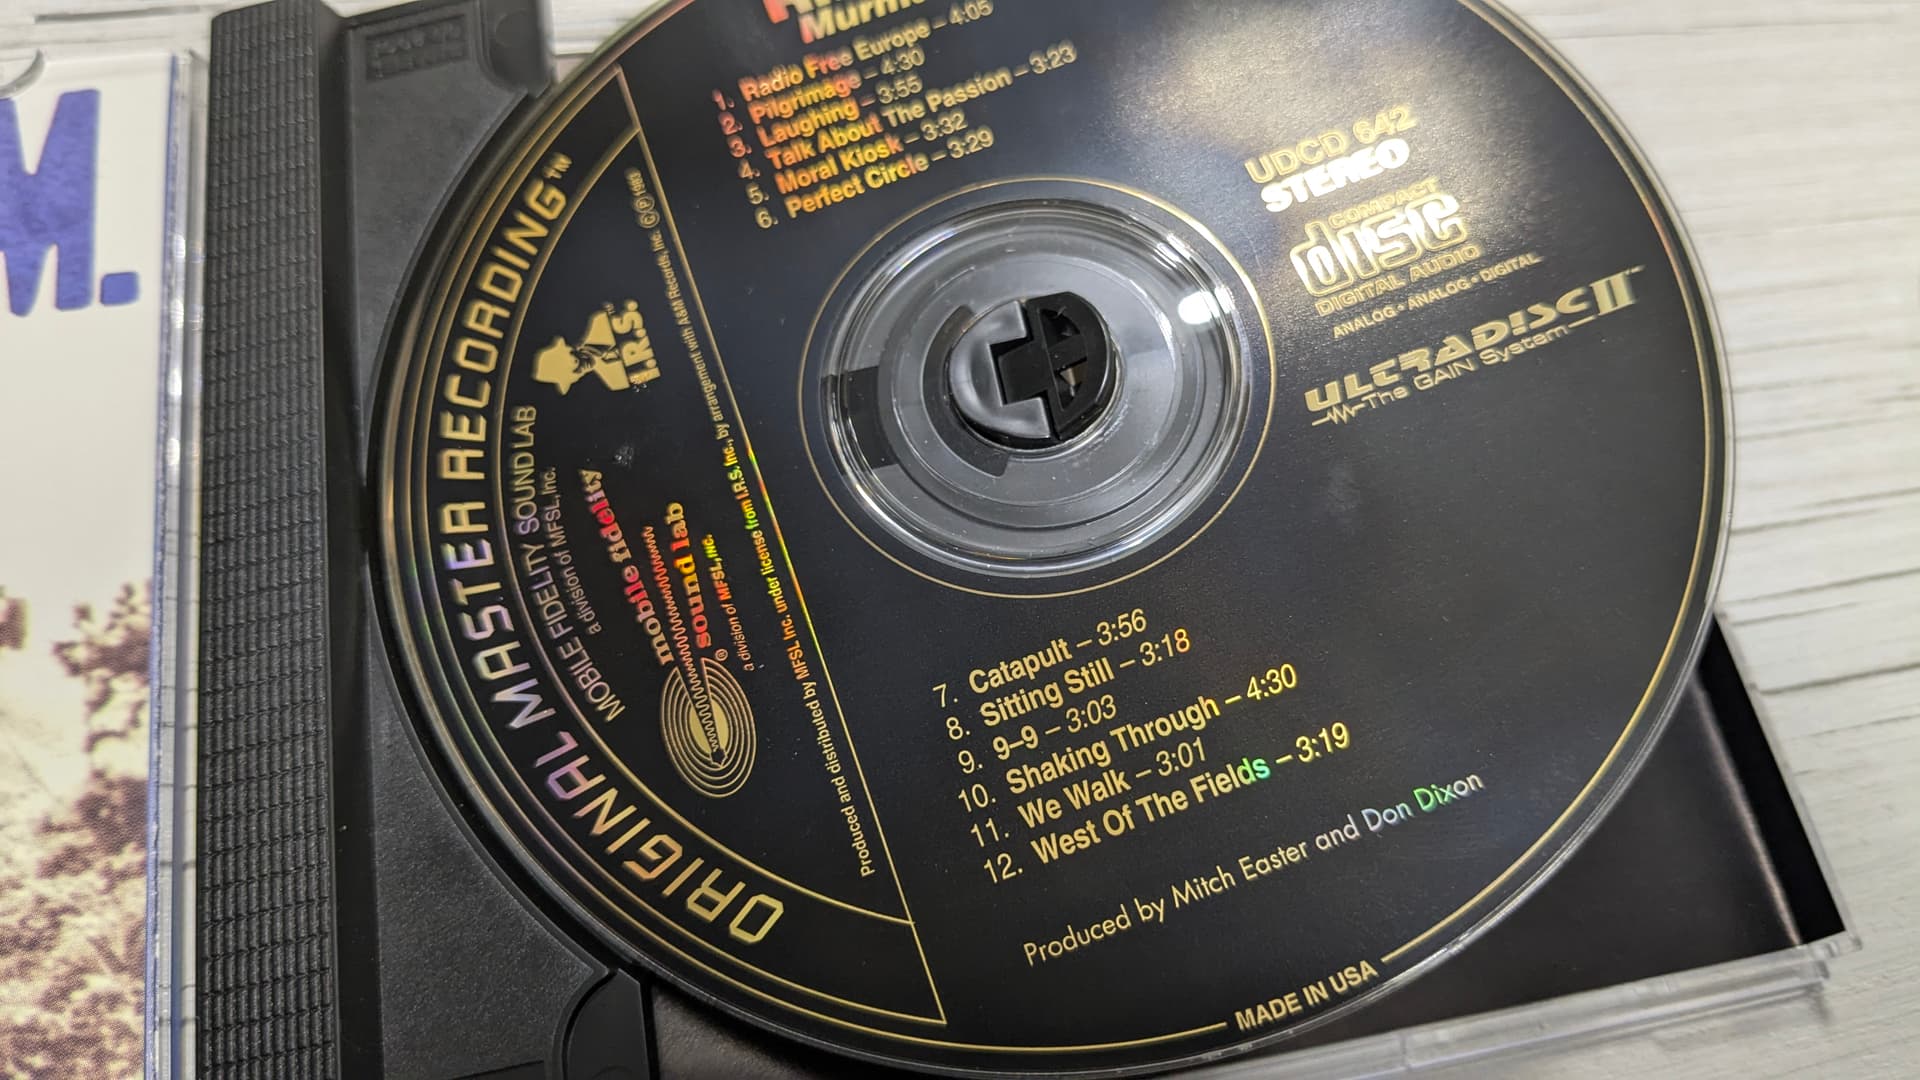 M.
Murm
1. Radio Free Europe – 4:05
2. Pilgrimage – 4:30
3. Laughing – 3:55
4. Talk About The Passion – 3:23
5. Moral Kiosk – 3:32
6. Perfect Circle – 3:29
UDCD 642
STEREO
COMPACT
disc
DIGITAL AUDIO
ANALOG • ANALOG • DIGITAL
ULTRADISC II™
The GAIN System
ORIGINAL MASTER RECORDING™
MOBILE FIDELITY SOUND LAB
a division of MFSL, Inc.
I.R.S.™
mobile fidelity
sound lab®
a division of MFSL, INC.
Produced and distributed by MFSL, Inc. under license from I.R.S. Inc., by arrangement with A&M Records, Inc. ©℗1983
7. Catapult – 3:56
8. Sitting Still – 3:18
9. 9–9 – 3:03
10. Shaking Through – 4:30
11. We Walk – 3:01
12. West Of The Fields – 3:19
Produced by Mitch Easter and Don Dixon
MADE IN USA